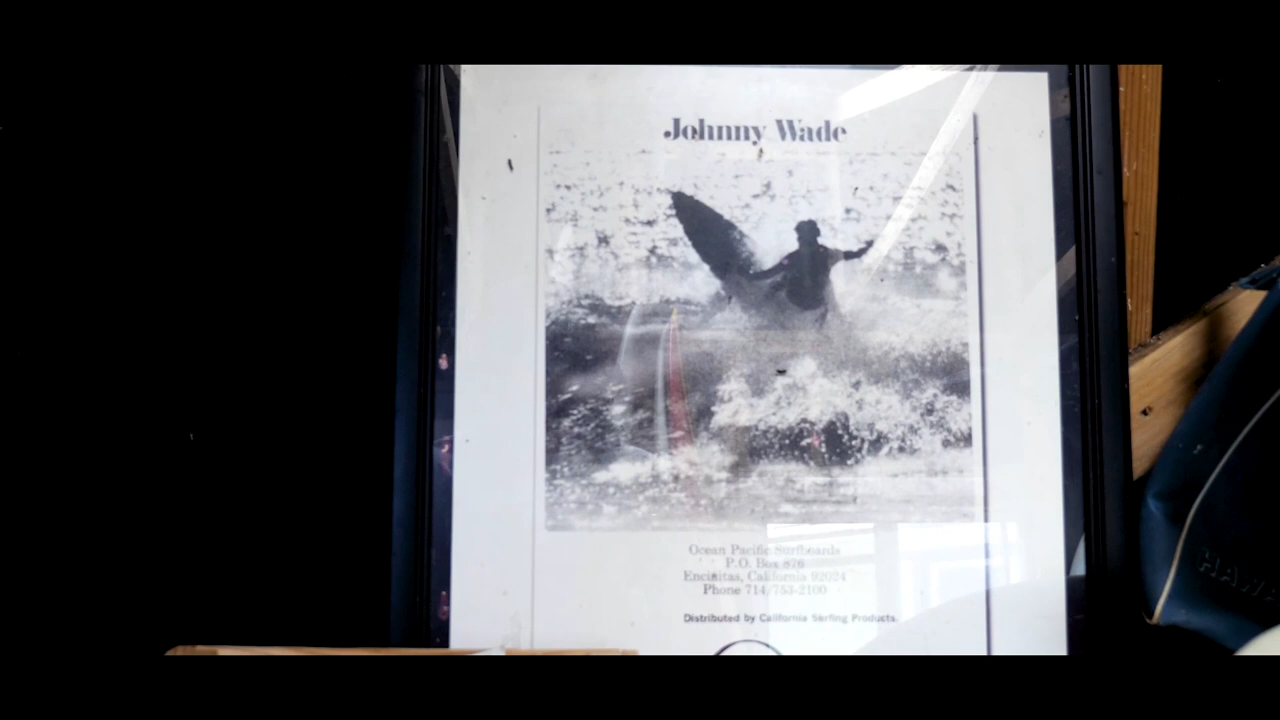 Johnny Wade
Ocean Pacific Surfboards
P.O. Box 876
Encinitas, California 92024
Phone 714/753-2100
Distributed by California Surfing Products.